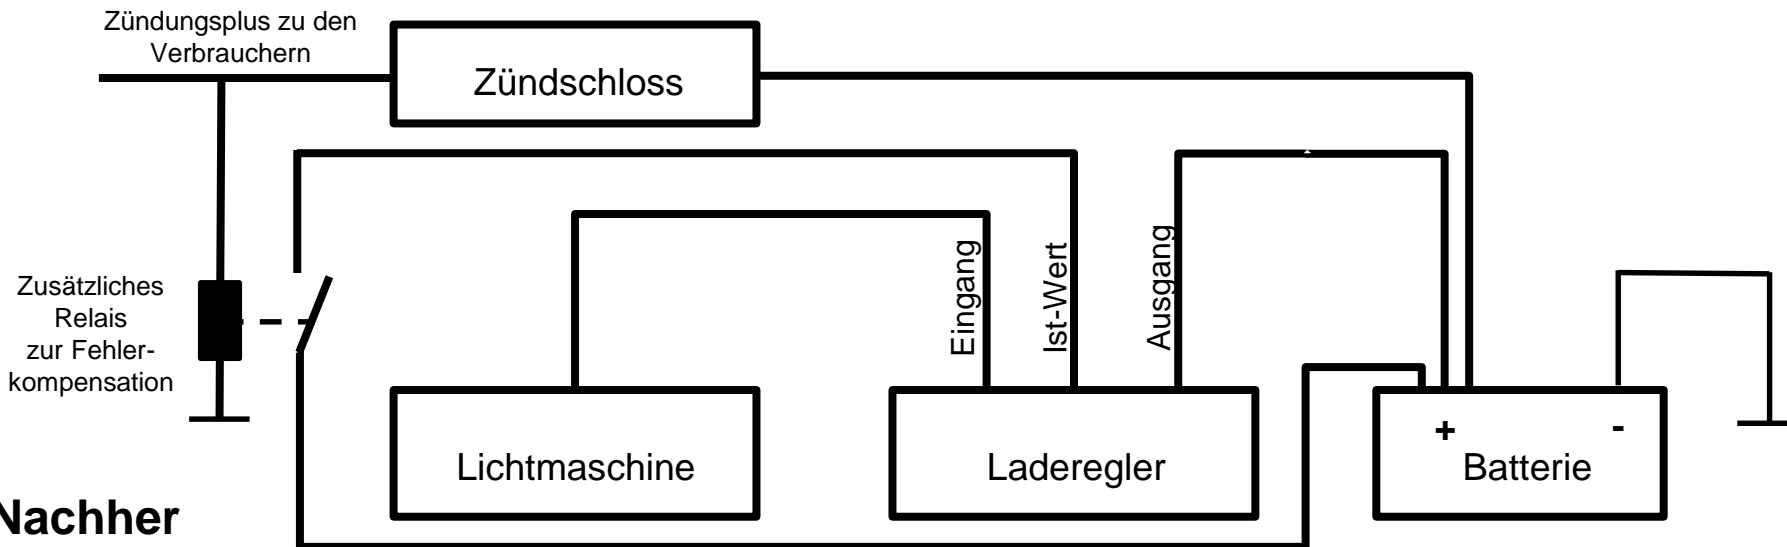 Zündungsplus zu den
Verbrauchern
Zündschloss
Zusätzliches
Relais
zur Fehler-
kompensation
Eingang
Ist-Wert
Ausgang
Lichtmaschine
Laderegler
+
-
Batterie
Nachher